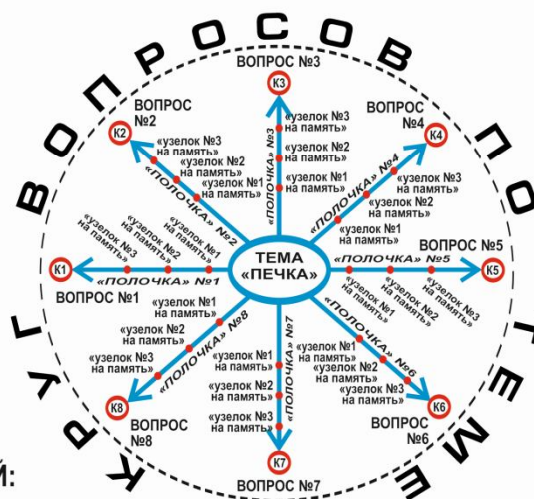 КРУГ ВОПРОСОВ ПО ТЕМЕ
ТЕМА
«ПЕЧКА»
К1
ВОПРОС №1
«ПОЛОЧКА» №1
«узелок №1
на память»
«узелок №2
на память»
«узелок №3
на память»
К2
ВОПРОС
№2
«ПОЛОЧКА» №2
«узелок №1
на память»
«узелок №2
на память»
«узелок №3
на память»
ВОПРОС №3
К3
«ПОЛОЧКА» №3
«узелок №3
на память»
«узелок №2
на память»
«узелок №1
на память»
ВОПРОС
№4
К4
«ПОЛОЧКА» №4
«узелок №3
на память»
«узелок №2
на память»
«узелок №1
на память»
ВОПРОС №5
К5
«ПОЛОЧКА» №5
«узелок №1
на память»
«узелок №2
на память»
«узелок №3
на память»
К6
ВОПРОС
№6
«ПОЛОЧКА» №6
«узелок №1
на память»
«узелок №2
на память»
«узелок №3
на память»
«ПОЛОЧКА» №7
«узелок №1
на память»
«узелок №2
на память»
«узелок №3
на память»
К7
ВОПРОС №7
«ПОЛОЧКА» №8
«узелок №1
на память»
«узелок №2
на память»
«узелок №3
на память»
К8
ВОПРОС
№8
Й: